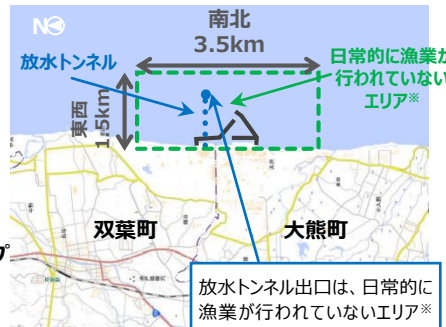 N
南北
3.5km
放水トンネル
日常的に漁業が
行われていない
エリア※
東西
1.5km
双葉町
大熊町
プ
放水トンネル出口は、日常的に
漁業が行われていないエリア※